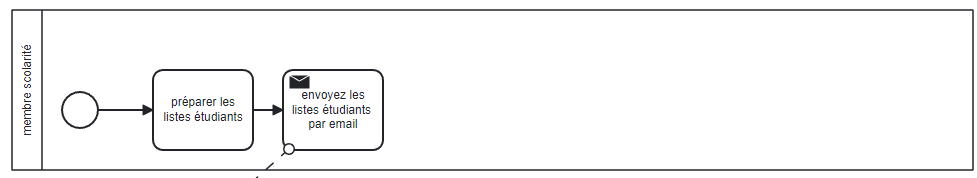 membre scolarité
préparer les
listes étudiants
envoyez les
listes étudiants
par email